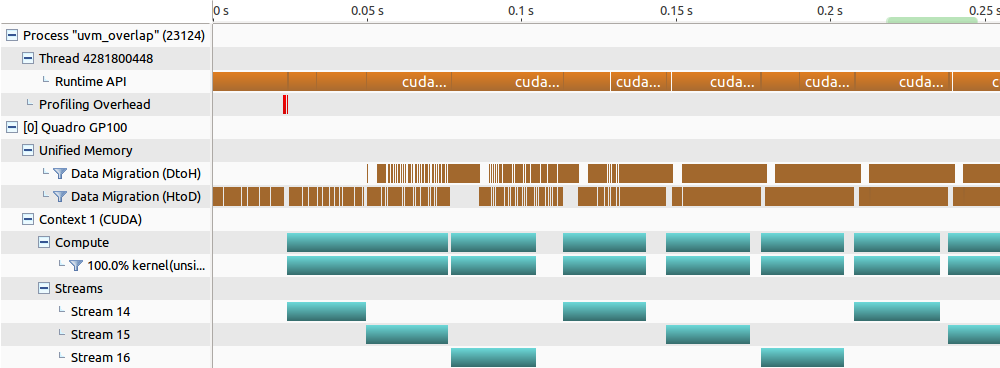 0 s 0.05 s 0.1 s 0.15 s 0.2 s 0.25 s
Process "uvm_overlap" (23124)
Thread 4281800448
Runtime API cuda... cuda... cuda... cuda... cuda... cuda... c
Profiling Overhead
[0] Quadro GP100
Unified Memory
Data Migration (DtoH)
Data Migration (HtoD)
Context 1 (CUDA)
Compute
100.0% kernel(unsi...
Streams
Stream 14
Stream 15
Stream 16